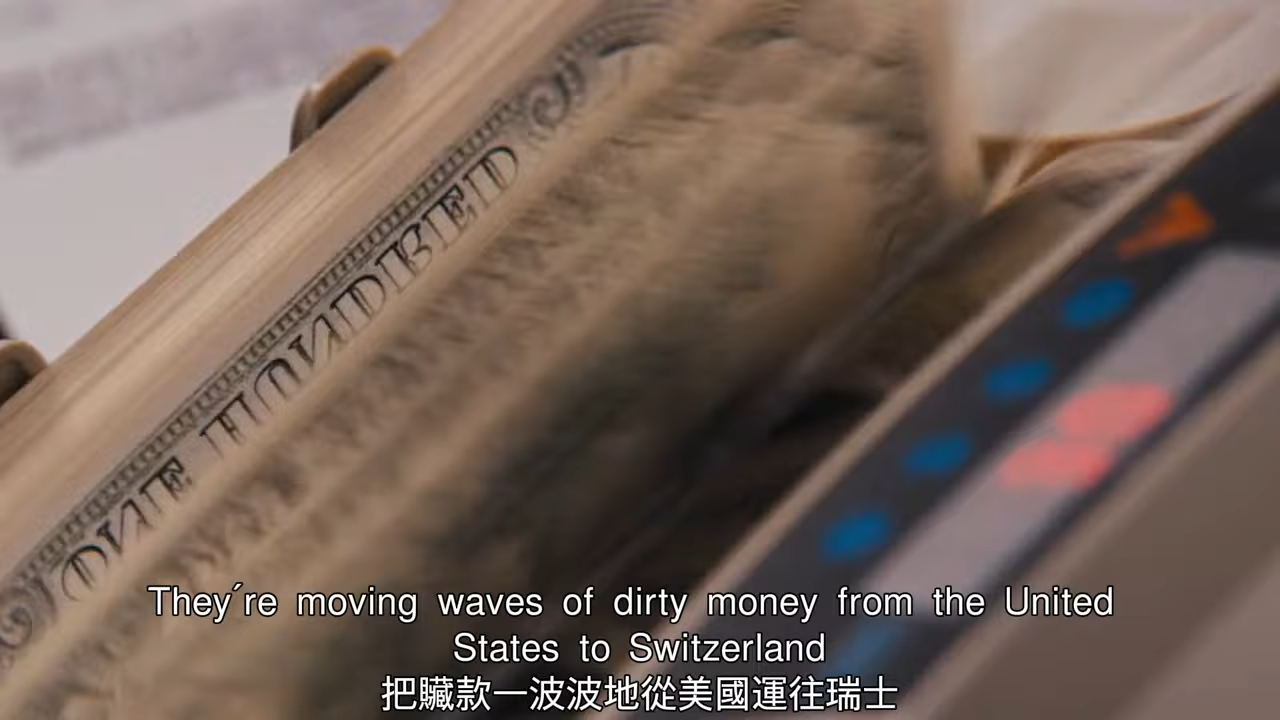 ONE HUNDRED
They´re moving waves of dirty money from the United
States to Switzerland
把贓款一波波地從美國運往瑞士